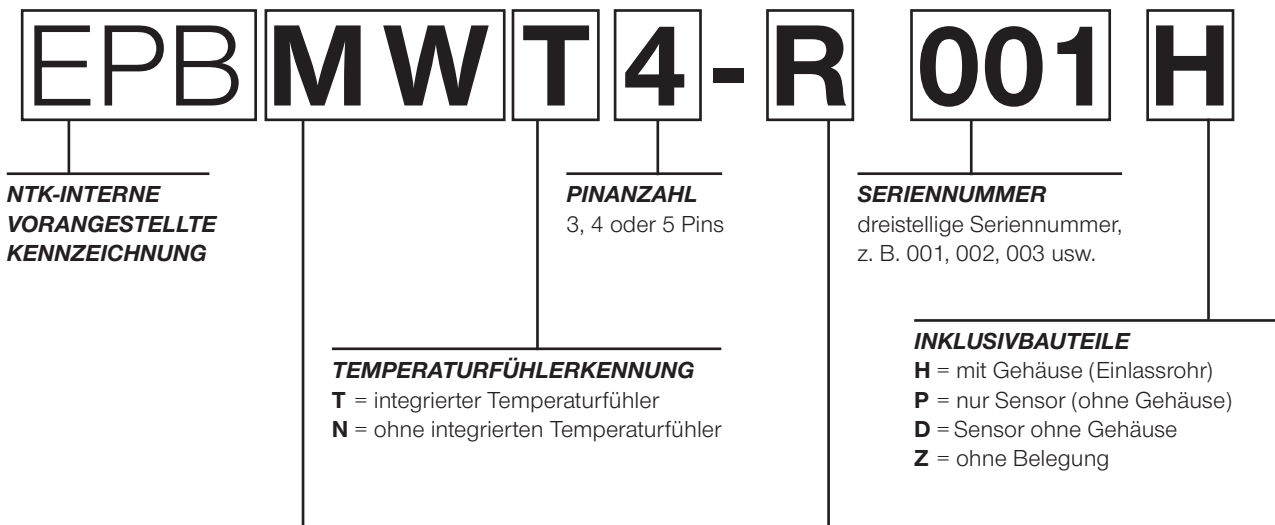 EPB MW T 4 - R 001 H
NTK-INTERNE
VORANGESTELLTE
KENNZEICHNUNG
PINANZAHL
3, 4 oder 5 Pins
SERIENNUMMER
dreistellige Seriennummer,
z. B. 001, 002, 003 usw.
TEMPERATURFÜHLERKENNUNG
T = integrierter Temperaturfühler
N = ohne integrierten Temperaturfühler
INKLUSIVBAUTEILE
H = mit Gehäuse (Einlassrohr)
P = nur Sensor (ohne Gehäuse)
D = Sensor ohne Gehäuse
Z = ohne Belegung